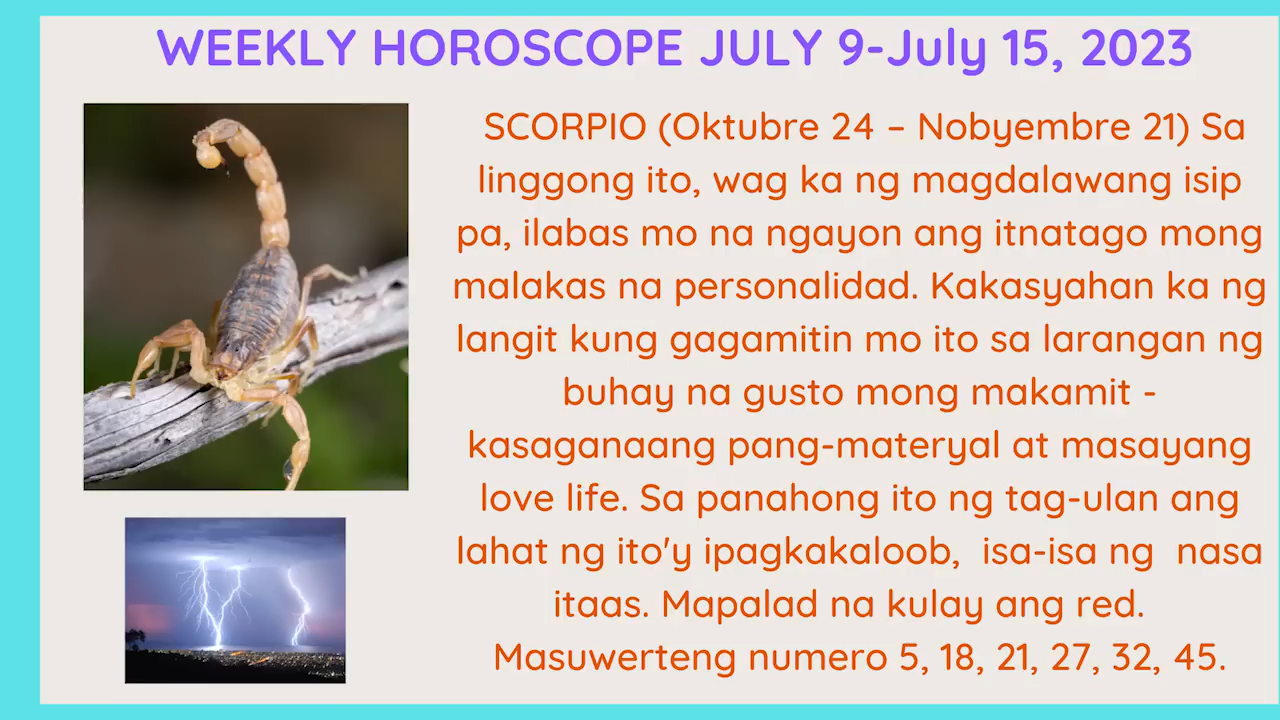 WEEKLY HOROSCOPE JULY 9-July 15, 2023
SCORPIO (Oktubre 24 – Nobyembre 21) Sa
linggong ito, wag ka ng magdalawang isip
pa, ilabas mo na ngayon ang itnatago mong
malakas na personalidad. Kakasyahan ka ng
langit kung gagamitin mo ito sa larangan ng
buhay na gusto mong makamit -
kasaganaang pang-materyal at masayang
love life. Sa panahong ito ng tag-ulan ang
lahat ng ito'y ipagkakaloob,  isa-isa ng  nasa
itaas. Mapalad na kulay ang red.
Masuwerteng numero 5, 18, 21, 27, 32, 45.